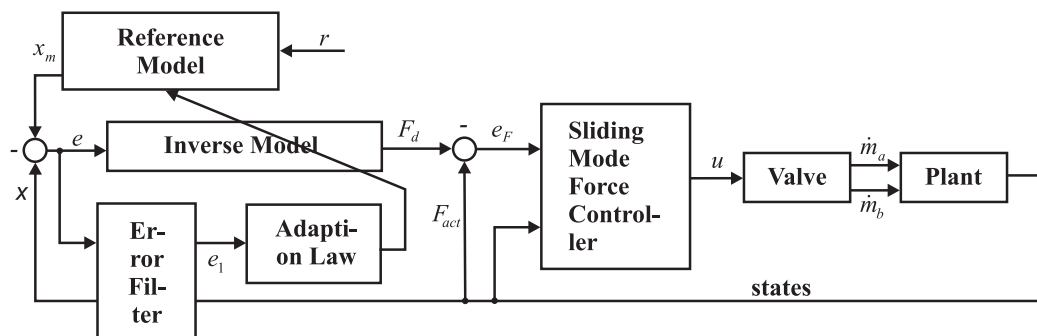 Reference
Model
r
x_m
-
e
Inverse Model
F_d
-
e_F
Sliding
Mode
Force
Control-
ler
u
Valve
ṁ_a
ṁ_b
Plant
x
F_act
Er-
ror
Fil-
ter
e_1
Adapti-
on Law
states